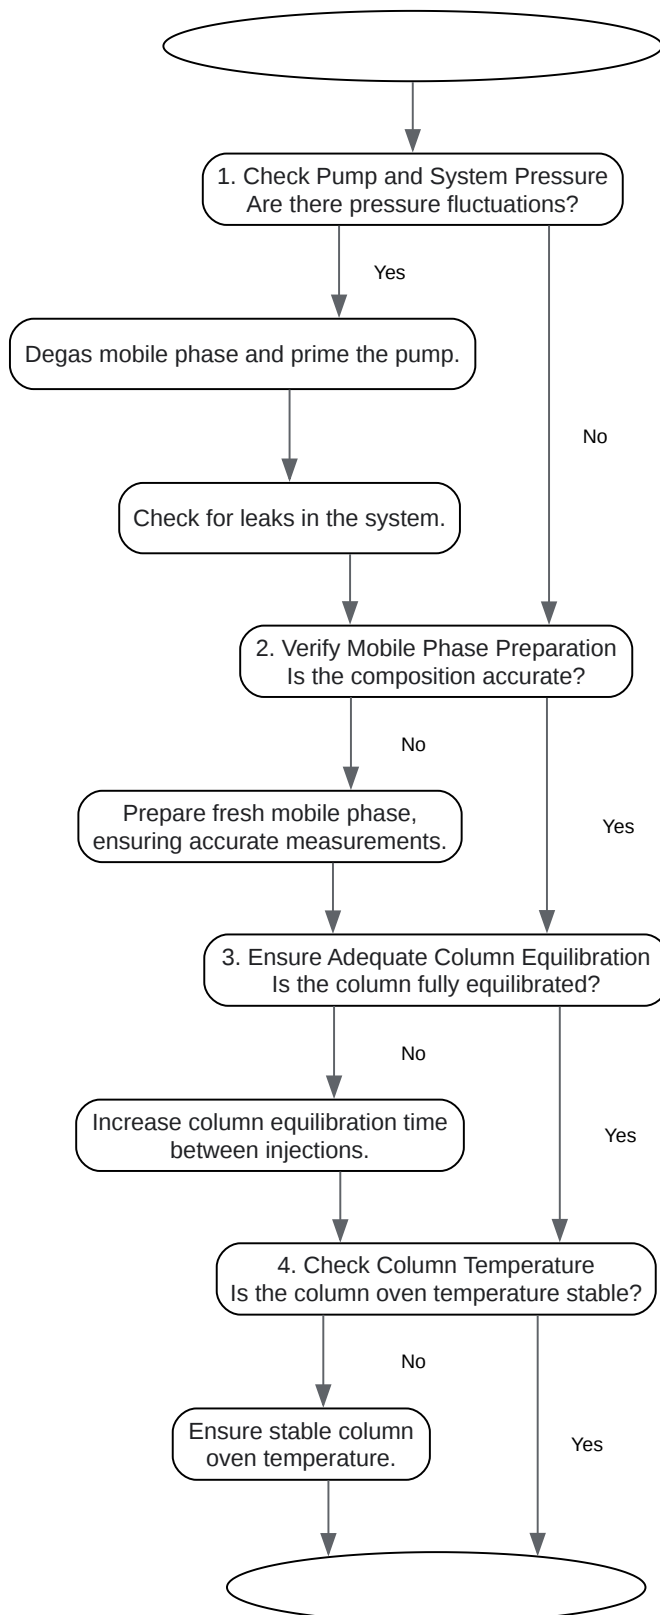 1. Check Pump and System Pressure
Are there pressure fluctuations?
Yes
Degas mobile phase and prime the pump.
No
Check for leaks in the system.
2. Verify Mobile Phase Preparation
Is the composition accurate?
No
Prepare fresh mobile phase,
ensuring accurate measurements.
Yes
3. Ensure Adequate Column Equilibration
Is the column fully equilibrated?
No
Increase column equilibration time
between injections.
Yes
4. Check Column Temperature
Is the column oven temperature stable?
No
Ensure stable column
oven temperature.
Yes